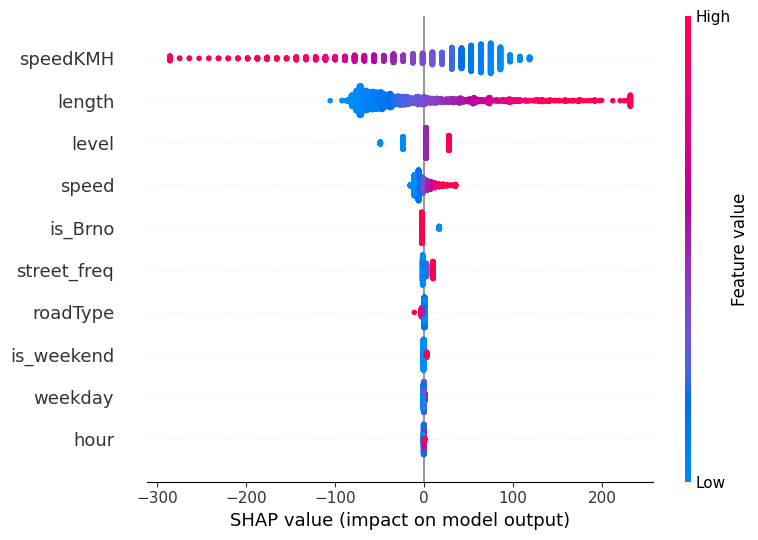 High
speedKMH
length
level
speed
is_Brno
street_freq
roadType
is_weekend
weekday
hour
Feature value
Low
−300
−200
−100
0
100
200
SHAP value (impact on model output)